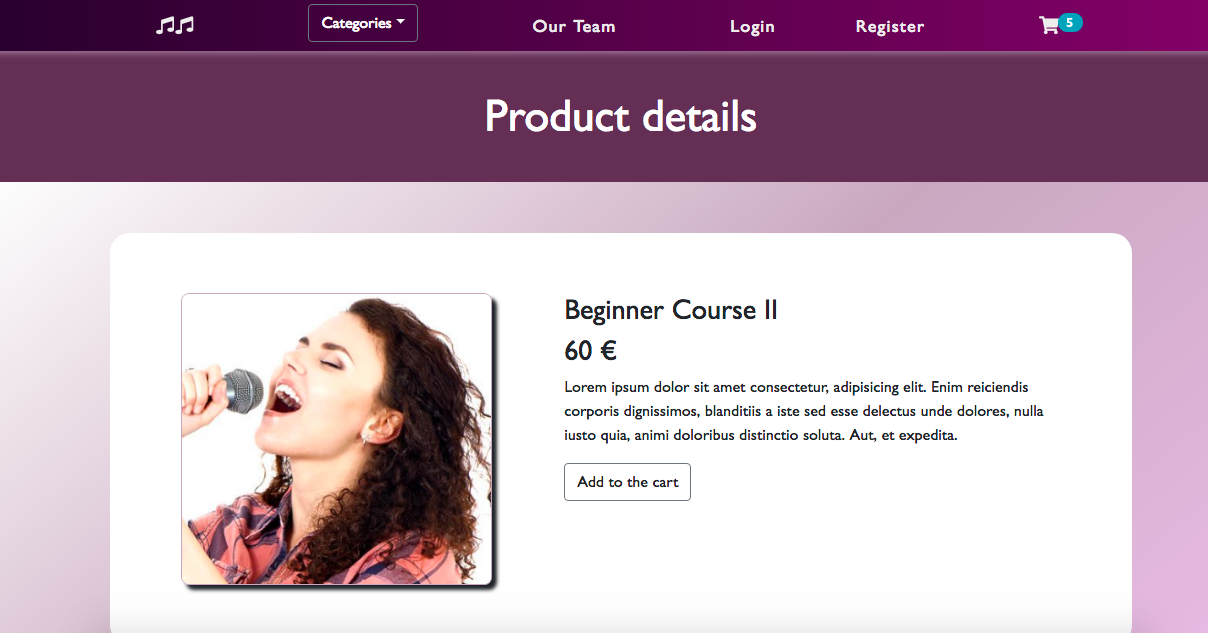 Categories
Our Team
Login
Register
5
Product details
Beginner Course II
60 €
Lorem ipsum dolor sit amet consectetur, adipisicing elit. Enim reiciendis
corporis dignissimos, blanditiis a iste sed esse delectus unde dolores, nulla
iusto quia, animi doloribus distinctio soluta. Aut, et expedita.
Add to the cart